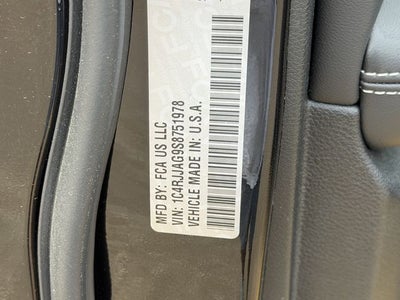 MFD BY: FCA US LLC
VIN: 1C4RJJAG9S8751978
VEHICLE MADE IN: U.S.A.